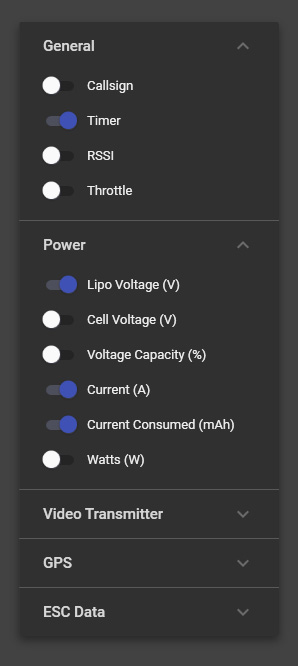 General
Callsign
Timer
RSSI
Throttle
Power
Lipo Voltage (V)
Cell Voltage (V)
Voltage Capacity (%)
Current (A)
Current Consumed (mAh)
Watts (W)
Video Transmitter
GPS
ESC Data